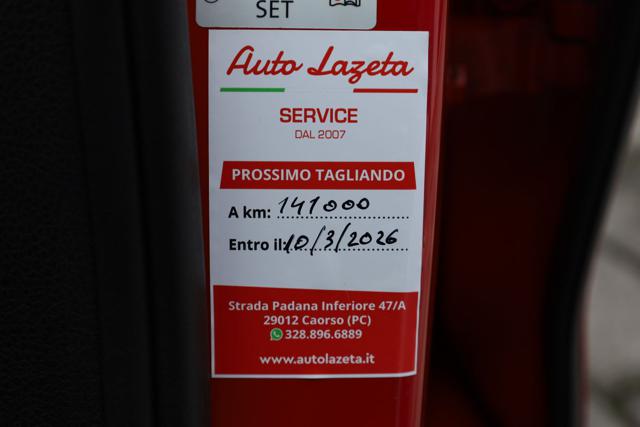 SET
Auto Lazeta
SERVICE
DAL 2007
PROSSIMO TAGLIANDO
A km: 141000
Entro il: 10/3/2026
Strada Padana Inferiore 47/A
29012 Caorso (PC)
328.896.6889
www.autolazeta.it